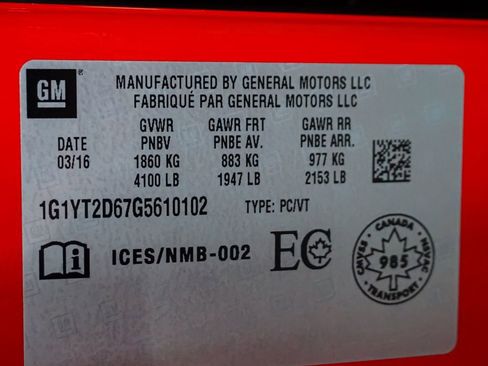 GM
MANUFACTURED BY GENERAL MOTORS LLC
FABRIQUÉ PAR GENERAL MOTORS LLC
GVWR GAWR FRT GAWR RR
DATE PNBV PNBE AV. PNBE ARR.
03/16 1860 KG 883 KG 977 KG
4100 LB 1947 LB 2153 LB
1G1YT2D67G5610102 TYPE: PC/VT
i ICES/NMB-002 EC
CANADA
CMVSS 985 NSVAC
TRANSPORT